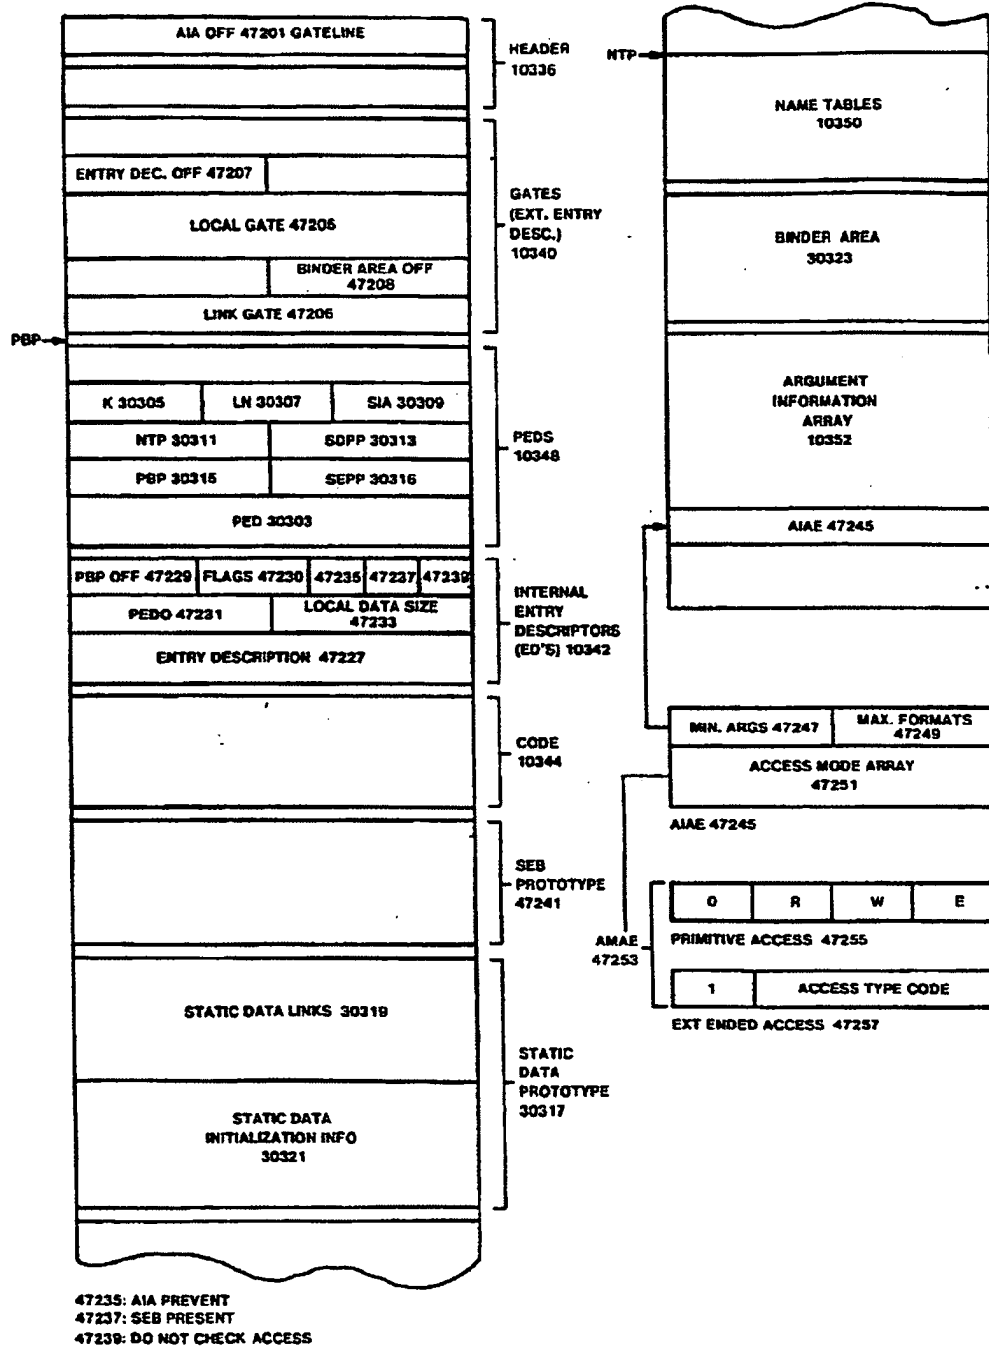 AIA OFF 47201 GATELINE
HEADER
10336
ENTRY DEC. OFF 47207
LOCAL GATE 47205
BINDER AREA OFF
47208
LINK GATE 47206
GATES
(EXT. ENTRY
DESC.)
10340
PBP
K 30305
LN 30307
SIA 30309
NTP 30311
SDPP 30313
PBP 30315
SEPP 30316
PED 30303
PEDS
10348
PBP OFF 47229
FLAGS 47230
47235
47237
47239
PEDO 47231
LOCAL DATA SIZE
47233
ENTRY DESCRIPTION 47227
INTERNAL
ENTRY
DESCRIPTORS
(ED'S) 10342
CODE
10344
SEB
PROTOTYPE
47241
STATIC DATA LINKS 30319
STATIC DATA
INITIALIZATION INFO
30321
STATIC
DATA
PROTOTYPE
30317
47235: AIA PREVENT
47237: SEB PRESENT
47239: DO NOT CHECK ACCESS
NTP
NAME TABLES
10350
BINDER AREA
30323
ARGUMENT
INFORMATION
ARRAY
10352
AIAE 47245
MIN. ARGS 47247
MAX. FORMATS
47249
ACCESS MODE ARRAY
47251
AIAE 47245
AMAE
47253
0
R
W
E
PRIMITIVE ACCESS 47255
1
ACCESS TYPE CODE
EXT ENDED ACCESS 47257